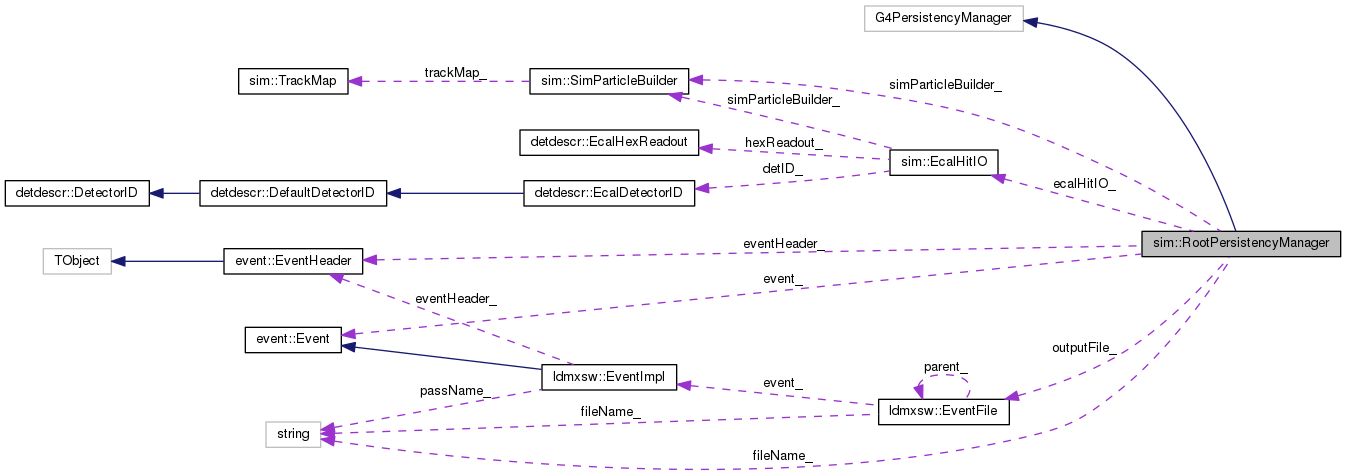 G4PersistencyManager
sim::TrackMap
trackMap_
sim::SimParticleBuilder
simParticleBuilder_
simParticleBuilder_
detdescr::EcalHexReadout
hexReadout_
sim::EcalHitIO
detID_
detdescr::DetectorID
detdescr::DefaultDetectorID
detdescr::EcalDetectorID
ecalHitIO_
sim::RootPersistencyManager
eventHeader_
TObject
event::EventHeader
event_
eventHeader_
event::Event
outputFile_
parent_
ldmxsw::EventImpl
event_
passName_
fileName_
ldmxsw::EventFile
string
fileName_